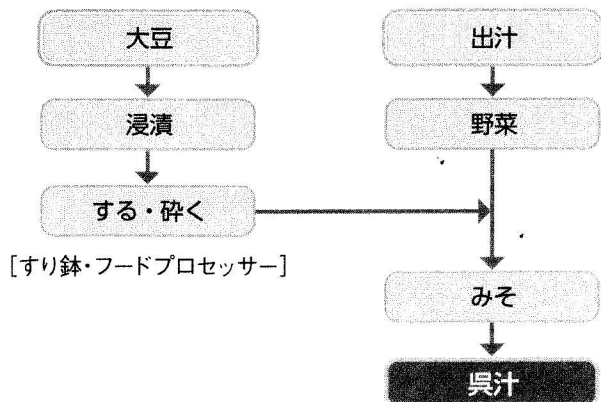 大豆
浸漬
する・砕く
[すり鉢・フードプロセッサー]
出汁
野菜
みそ
呉汁